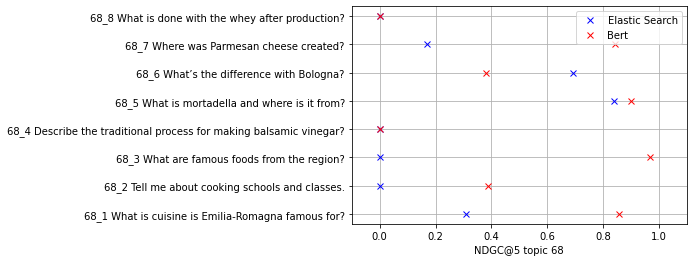 68_8 What is done with the whey after production?
68_7 Where was Parmesan cheese created?
68_6 What's the difference with Bologna?
68_5 What is mortadella and where is it from?
68_4 Describe the traditional process for making balsamic vinegar?
68_3 What are famous foods from the region?
68_2 Tell me about cooking schools and classes.
68_1 What is cuisine is Emilia-Romagna famous for?
Elastic Search
Bert
0.0 0.2 0.4 0.6 0.8 1.0
NDGC@5 topic 68